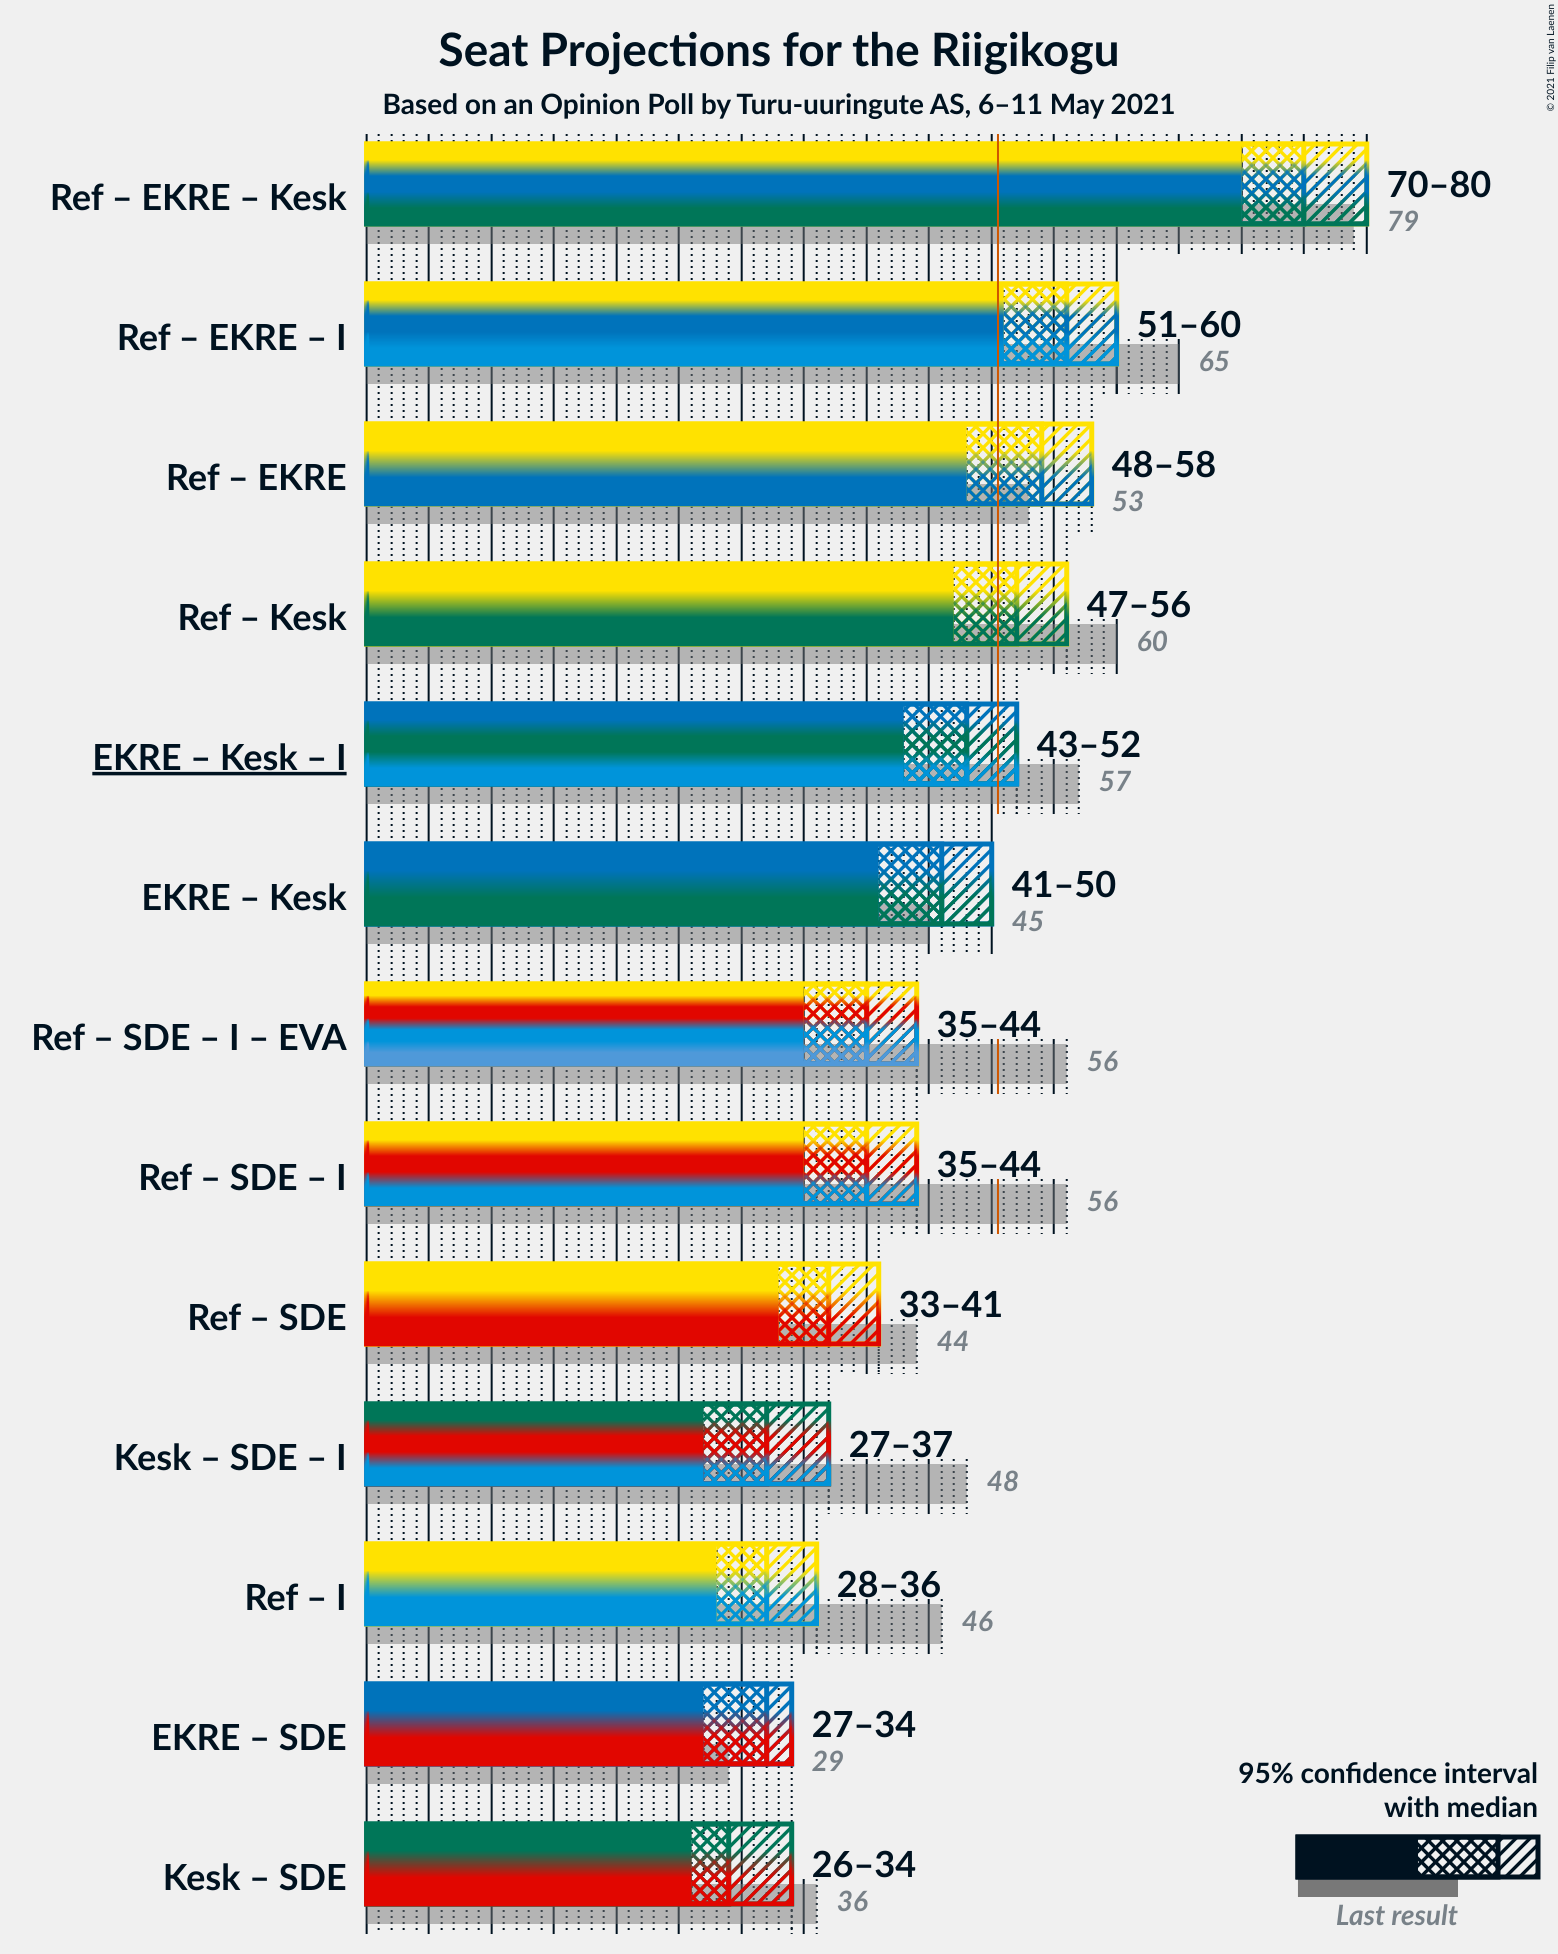 Seat Projections for the Riigikogu
Based on an Opinion Poll by Turu-uuringute AS, 6–11 May 2021
© 2021 Filip van Laenen
Ref – EKRE – Kesk
70–80
79
Ref – EKRE – I
51–60
65
Ref – EKRE
48–58
53
Ref – Kesk
47–56
60
EKRE – Kesk – I
43–52
57
EKRE – Kesk
41–50
45
Ref – SDE – I – EVA
35–44
56
Ref – SDE – I
35–44
56
Ref – SDE
33–41
44
Kesk – SDE – I
27–37
48
Ref – I
28–36
46
EKRE – SDE
27–34
29
Kesk – SDE
26–34
36
95% confidence interval
with median
Last result